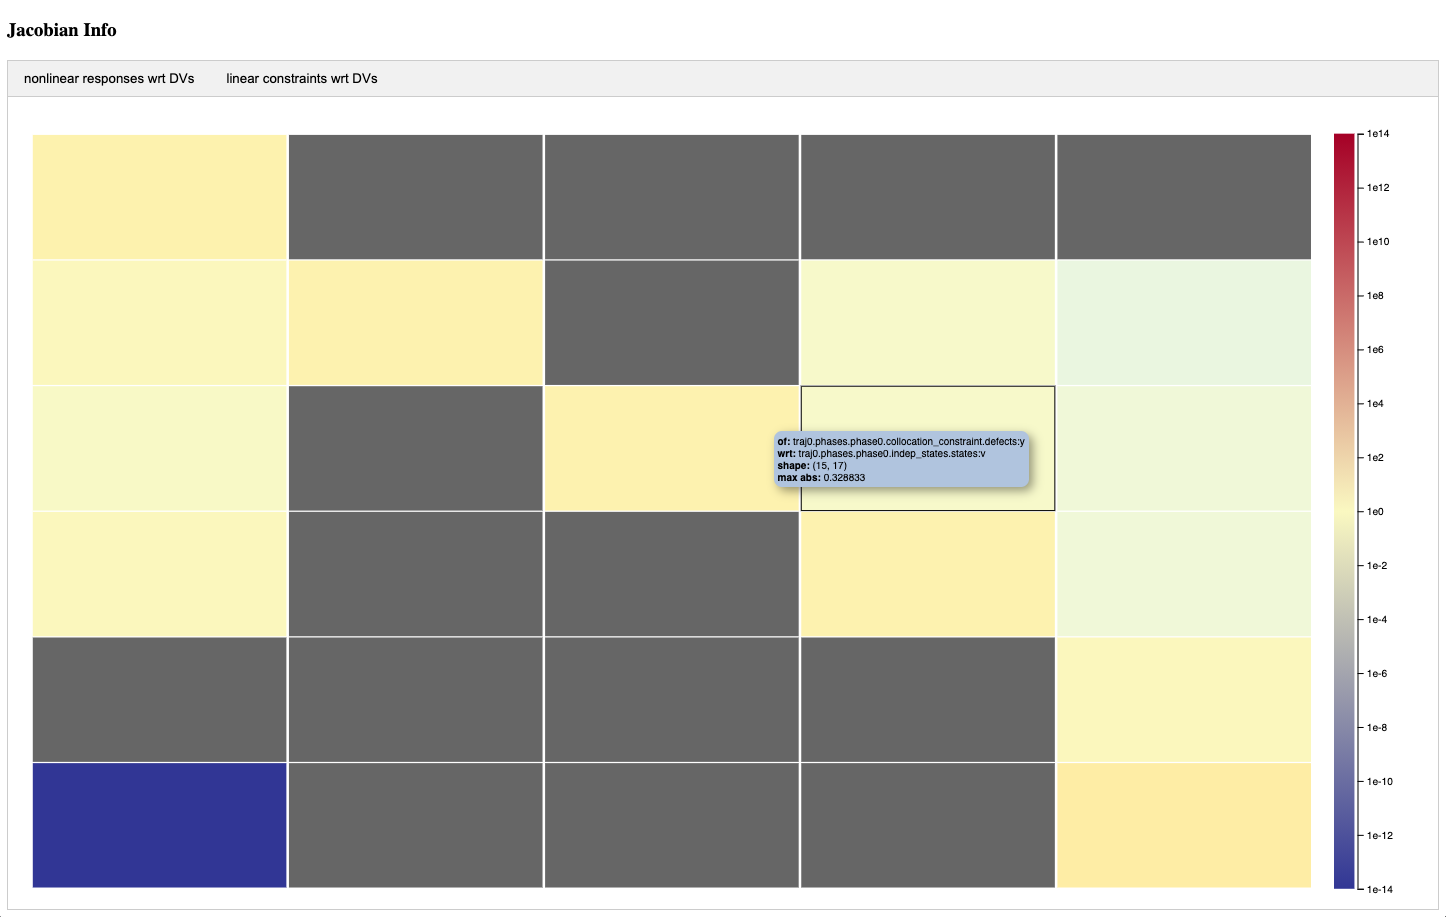 Jacobian Info
nonlinear responses wrt DVs linear constraints wrt DVs
1e14
1e12
1e10
1e8
1e6
1e4
of: traj0.phases.phase0.collocation_constraint.defects:y
wrt: traj0.phases.phase0.indep_states.states:v
shape: (15, 17)
max abs: 0.328833
1e2
1e0
1e-2
1e-4
1e-6
1e-8
1e-10
1e-12
1e-14